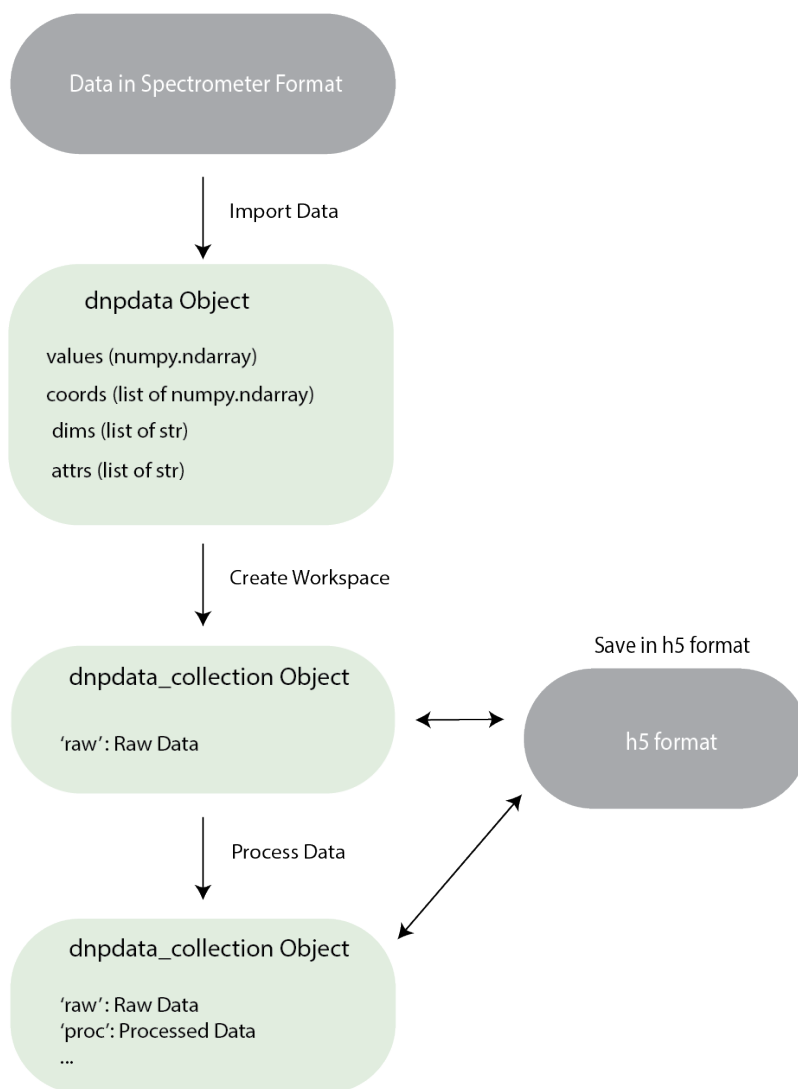 Data in Spectrometer Format
Import Data
dnpdata Object
values (numpy.ndarray)
coords (list of numpy.ndarray)
dims (list of str)
attrs (list of str)
Create Workspace
dnpdata_collection Object
‘raw’: Raw Data
Save in h5 format
h5 format
Process Data
dnpdata_collection Object
‘raw’: Raw Data
‘proc’: Processed Data
...